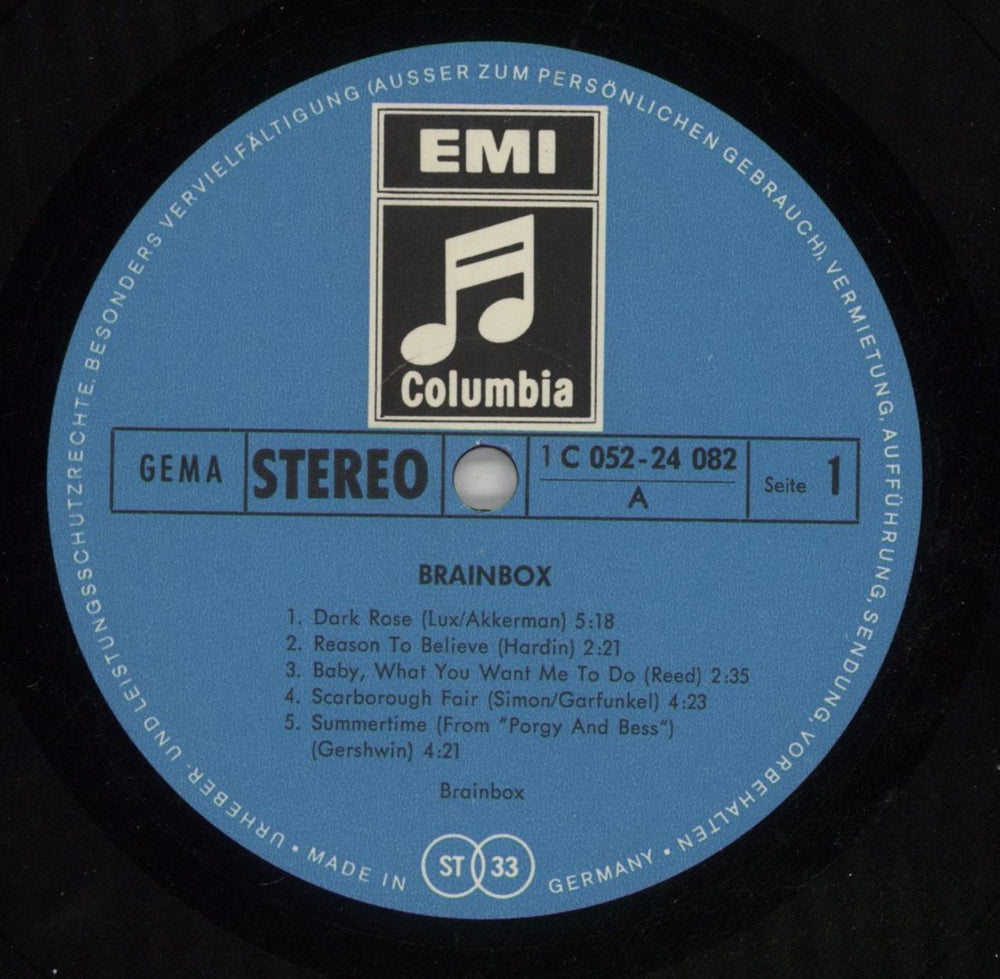 URHEBER- UND LEISTUNGSSCHUTZRECHTE, BESONDERS VERVIELFÄLTIGUNG (AUSSER ZUM PERSÖNLICHEN GEBRAUCH), VERMIETUNG, AUFFÜHRUNG, SENDUNG, VORBEHALTEN
EMI
Columbia
GEMA STEREO 1 C 052-24 082 Seite 1
A
BRAINBOX
1. Dark Rose (Lux/Akkerman) 5:18
2. Reason To Believe (Hardin) 2:21
3. Baby, What You Want Me To Do (Reed) 2:35
4. Scarborough Fair (Simon/Garfunkel) 4:23
5. Summertime (From "Porgy And Bess")
(Gershwin) 4:21
Brainbox
• MADE IN ST 33 GERMANY •